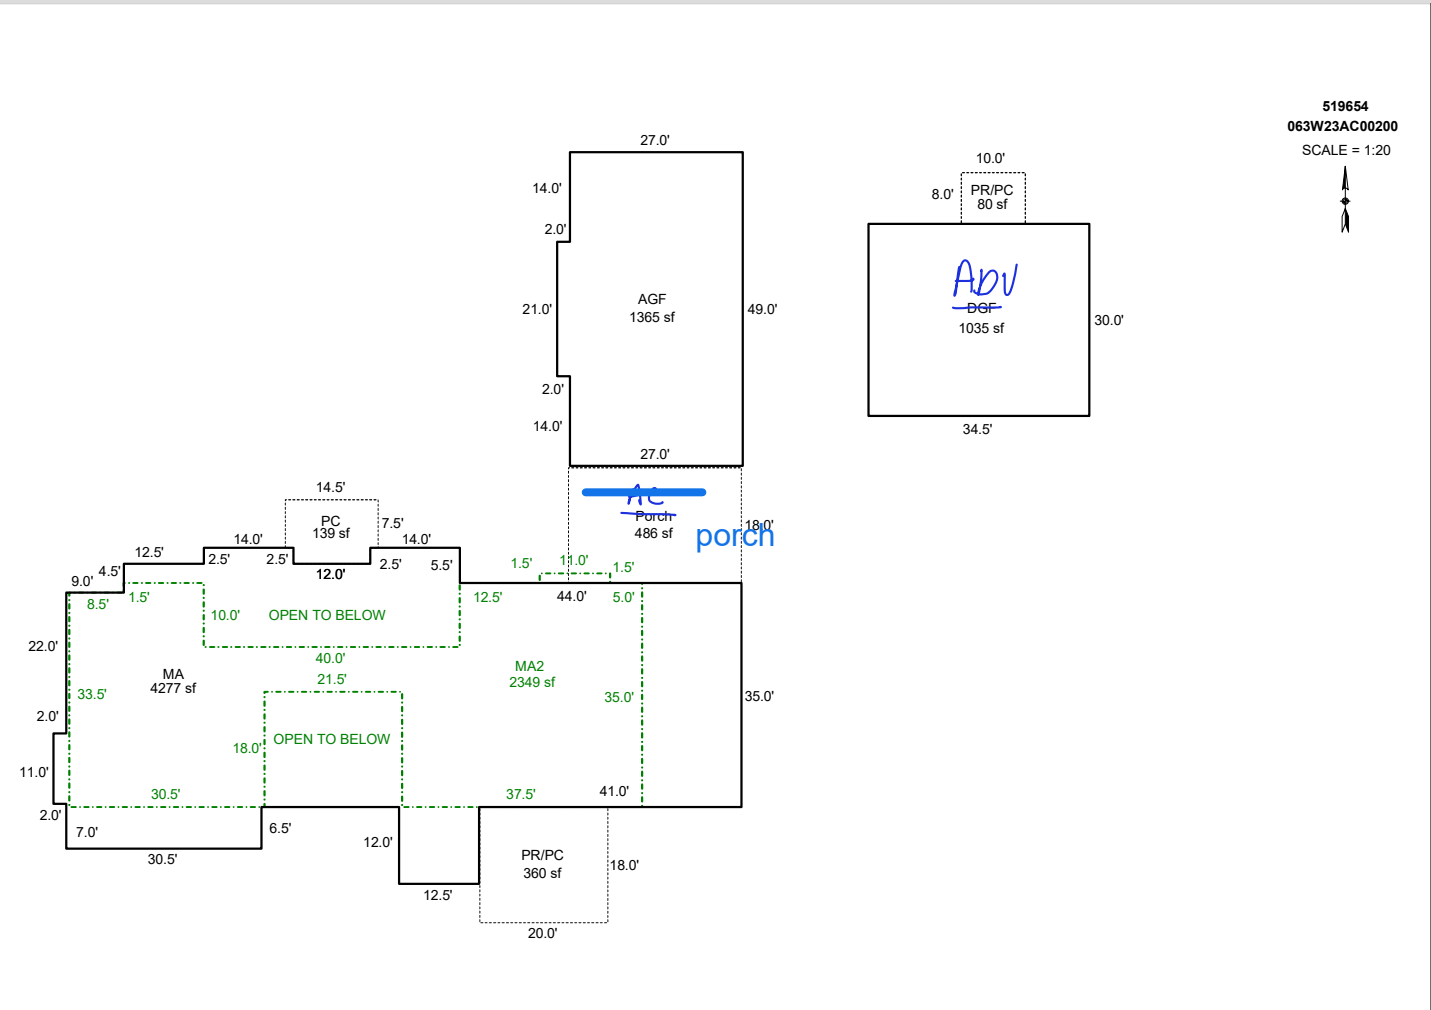 519654
063W23AC00200
SCALE = 1:20
27.0'
14.0'
2.0'
21.0'
AGF
1365 sf
49.0'
2.0'
14.0'
27.0'
10.0'
8.0'
PR/PC
80 sf
ADU
DGF
1035 sf
30.0'
34.5'
AC
Porch
486 sf
18.0'
porch
14.5'
PC
139 sf
7.5'
14.0'
14.0'
12.5'
2.5'
2.5'
12.0'
2.5'
5.5'
4.5'
9.0'
8.5'
1.5'
10.0'
OPEN TO BELOW
1.5'
11.0'
1.5'
12.5'
44.0'
5.0'
22.0'
40.0'
MA
4277 sf
21.5'
MA2
2349 sf
33.5'
35.0'
35.0'
2.0'
18.0'
OPEN TO BELOW
11.0'
30.5'
37.5'
41.0'
2.0'
7.0'
6.5'
30.5'
12.0'
12.5'
PR/PC
360 sf
18.0'
20.0'